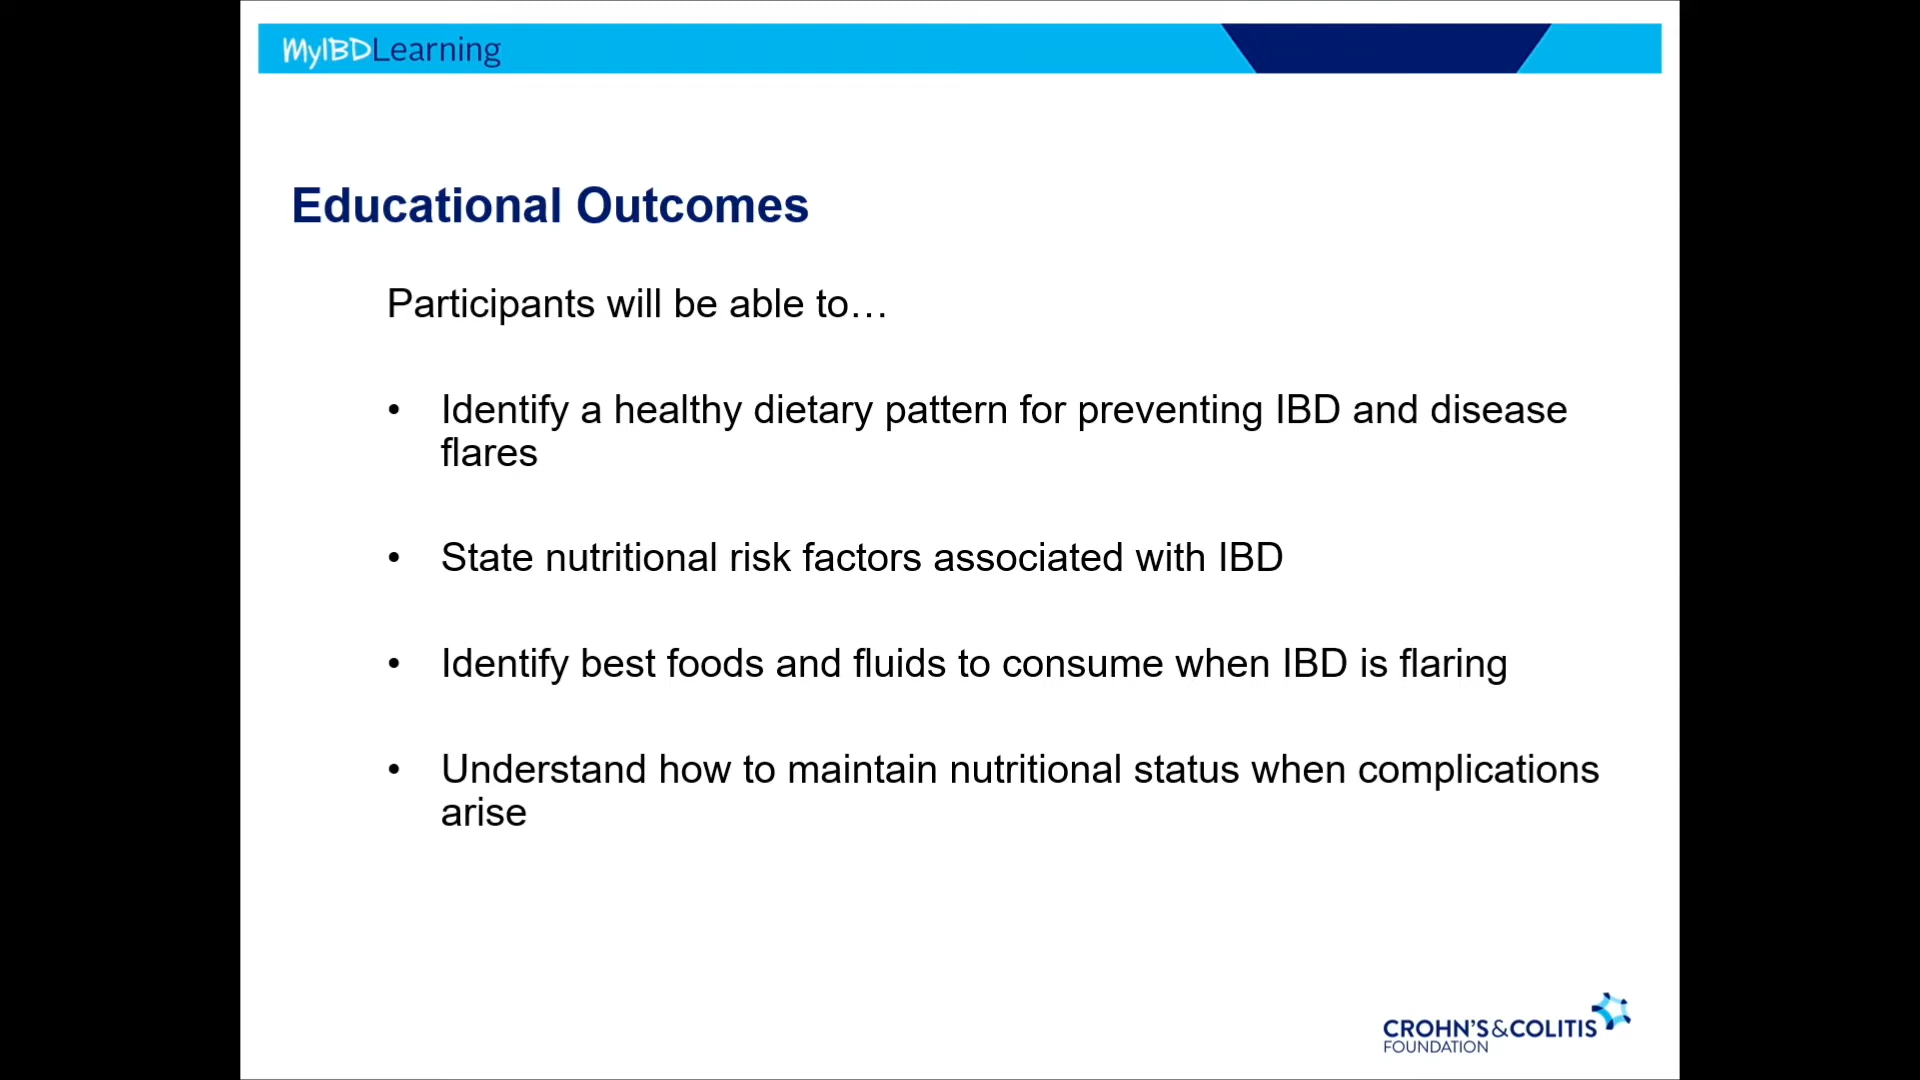 MyIBDLearning
Educational Outcomes
Participants will be able to…
• Identify a healthy dietary pattern for preventing IBD and disease
flares
• State nutritional risk factors associated with IBD
• Identify best foods and fluids to consume when IBD is flaring
• Understand how to maintain nutritional status when complications
arise
CROHN'S&COLITIS
FOUNDATION